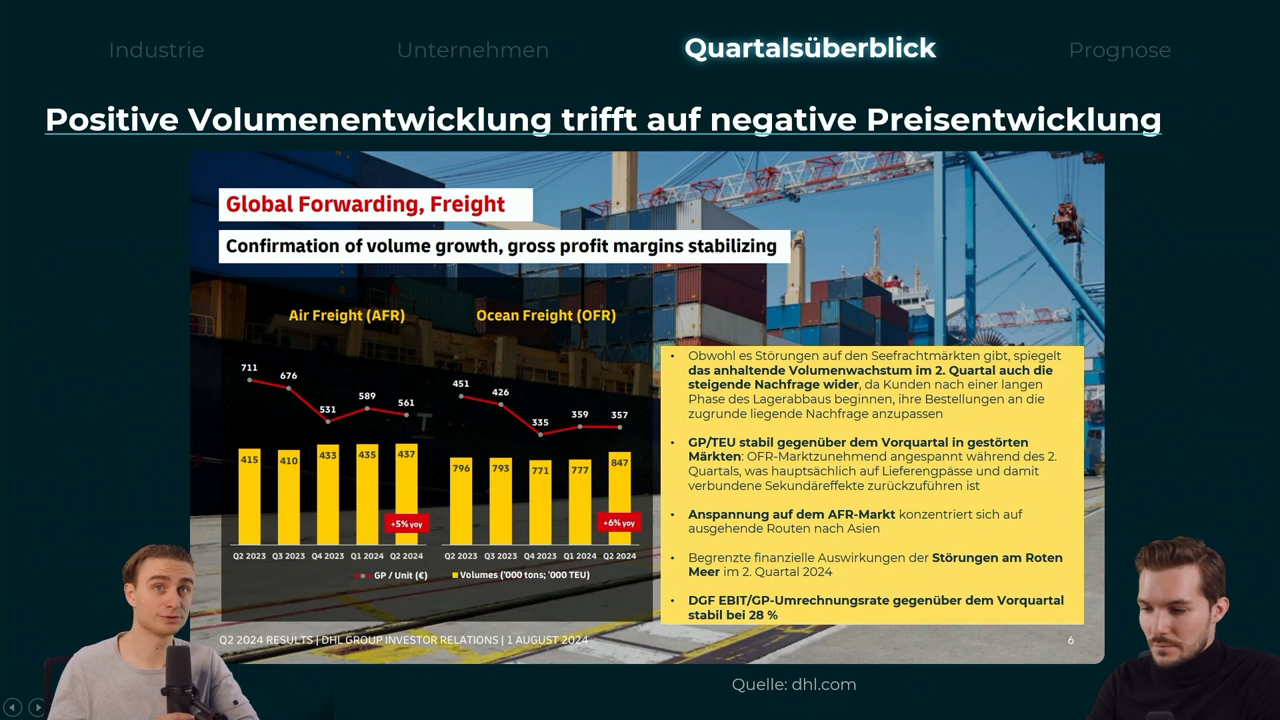 Industrie
Unternehmen
Quartalsüberblick
Prognose
Positive Volumenentwicklung trifft auf negative Preisentwicklung
Global Forwarding, Freight
Confirmation of volume growth, gross profit margins stabilizing
Air Freight (AFR)
711
676
531
589
561
415
410
433
435
437
+5% yoy
Q2 2023
Q3 2023
Q4 2023
Q1 2024
Q2 2024
Ocean Freight (OFR)
451
426
335
359
357
796
793
771
777
847
+6% yoy
Q2 2023
Q3 2023
Q4 2023
Q1 2024
Q2 2024
GP / Unit (€)
Volumes ('000 tons; '000 TEU)
• Obwohl es Störungen auf den Seefrachtmärkten gibt, spiegelt
das anhaltende Volumenwachstum im 2. Quartal auch die
steigende Nachfrage wider, da Kunden nach einer langen
Phase des Lagerabbaus beginnen, ihre Bestellungen an die
zugrunde liegende Nachfrage anzupassen
• GP/TEU stabil gegenüber dem Vorquartal in gestörten
Märkten: OFR-Marktzunehmend angespannt während des 2.
Quartals, was hauptsächlich auf Lieferengpässe und damit
verbundene Sekundäreffekte zurückzuführen ist
• Anspannung auf dem AFR-Markt konzentriert sich auf
ausgehende Routen nach Asien
• Begrenzte finanzielle Auswirkungen der Störungen am Roten
Meer im 2. Quartal 2024
• DGF EBIT/GP-Umrechnungsrate gegenüber dem Vorquartal
stabil bei 28 %
Q2 2024 RESULTS | DHL GROUP INVESTOR RELATIONS | 1 AUGUST 2024
6
Quelle: dhl.com